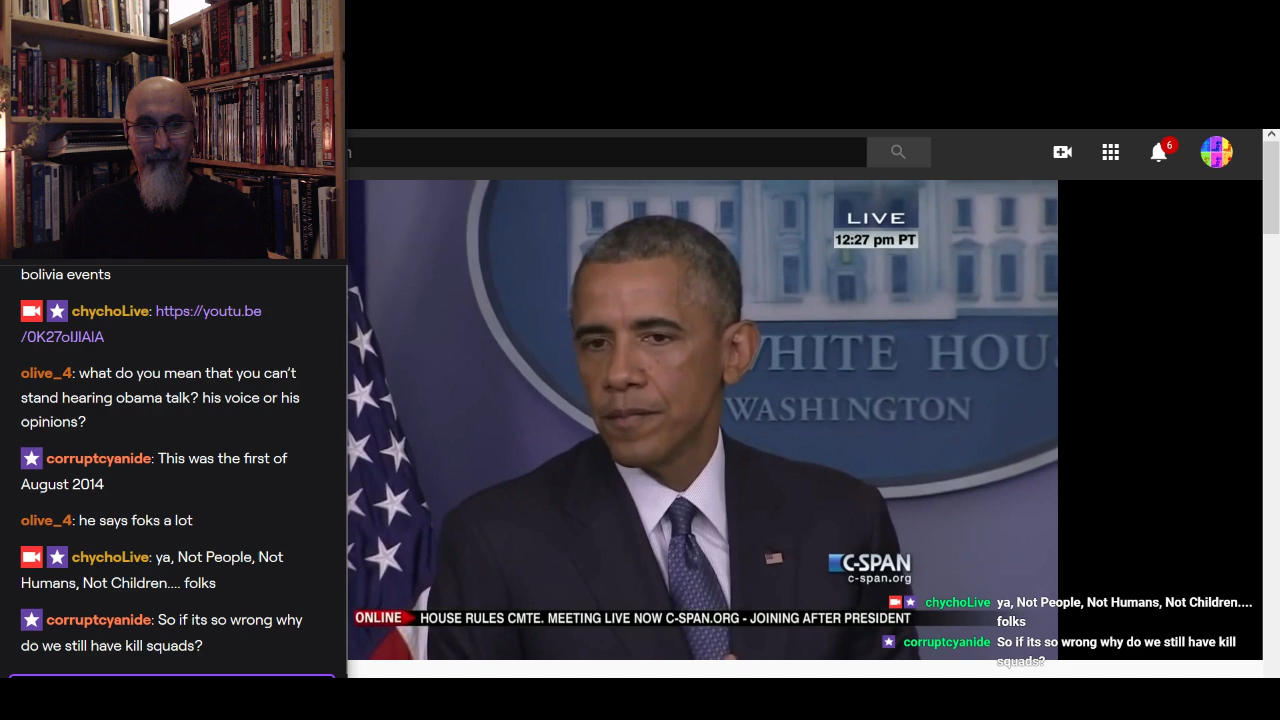 bolivia events
chychoLive: https://youtu.be
/0K27oIJlAIA
olive_4: what do you mean that you can't
stand hearing obama talk? his voice or his
opinions?
corruptcyanide: This was the first of
August 2014
olive_4: he says foks a lot
chychoLive: ya, Not People, Not
Humans, Not Children.... folks
corruptcyanide: So if its so wrong why
do we still have kill squads?
6
LIVE
12:27 pm PT
WHITE HOU
WASHINGTON
C-SPAN
c-span.org
ONLINE HOUSE RULES CMTE. MEETING LIVE NOW C-SPAN.ORG - JOINING AFTER PRESIDENT
chychoLive ya, Not People, Not Humans, Not Children....
folks
corruptcyanide So if its so wrong why do we still have kill
squads?